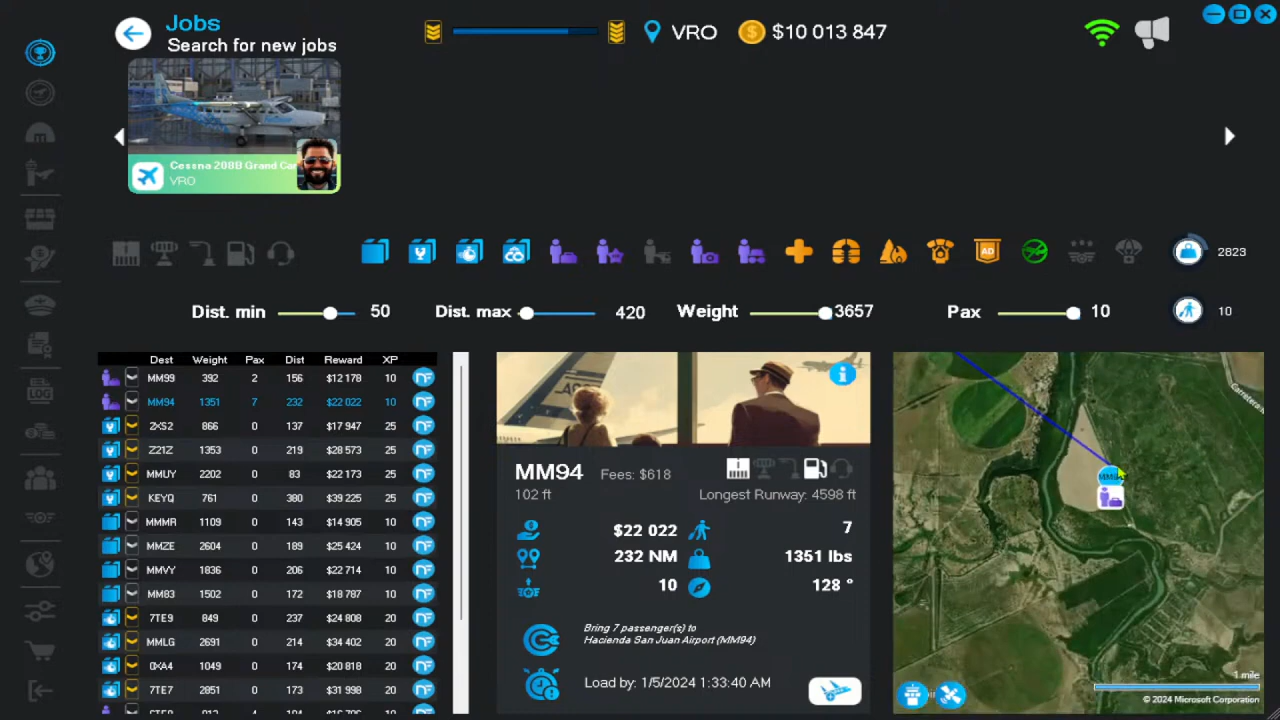 Jobs
Search for new jobs
VRO
$10 013 847
Cessna 208B Grand Car
VRO
AD
2823
Dist. min 50 Dist. max 420 Weight 3657 Pax 10
10
Dest Weight Pax Dist Reward XP
MM99 392 2 156 $12 178 10
MM94 1351 7 232 $22 022 10
ZXS2 866 0 137 $17 947 25
Z21Z 1353 0 219 $28 573 25
MMUY 2202 0 83 $22 173 25
KEYQ 761 0 380 $39 225 25
MMMR 1109 0 143 $14 905 10
MMZE 2604 0 189 $25 424 10
MMVY 1836 0 206 $22 714 10
MM83 1502 0 172 $18 787 10
7TE9 849 0 237 $24 808 20
MMLG 2691 0 214 $34 402 20
0XA4 1049 0 174 $20 818 20
7TE7 2851 0 173 $31 998 20
LOG
MM94 Fees: $618
102 ft
Longest Runway: 4598 ft
$22 022 7
232 NM 1351 lbs
10 128 °
Bring 7 passenger(s) to
Hacienda San Juan Airport (MM94)
Load by: 1/5/2024 1:33:40 AM
Carretera
1 mile
© 2024 Microsoft Corporation